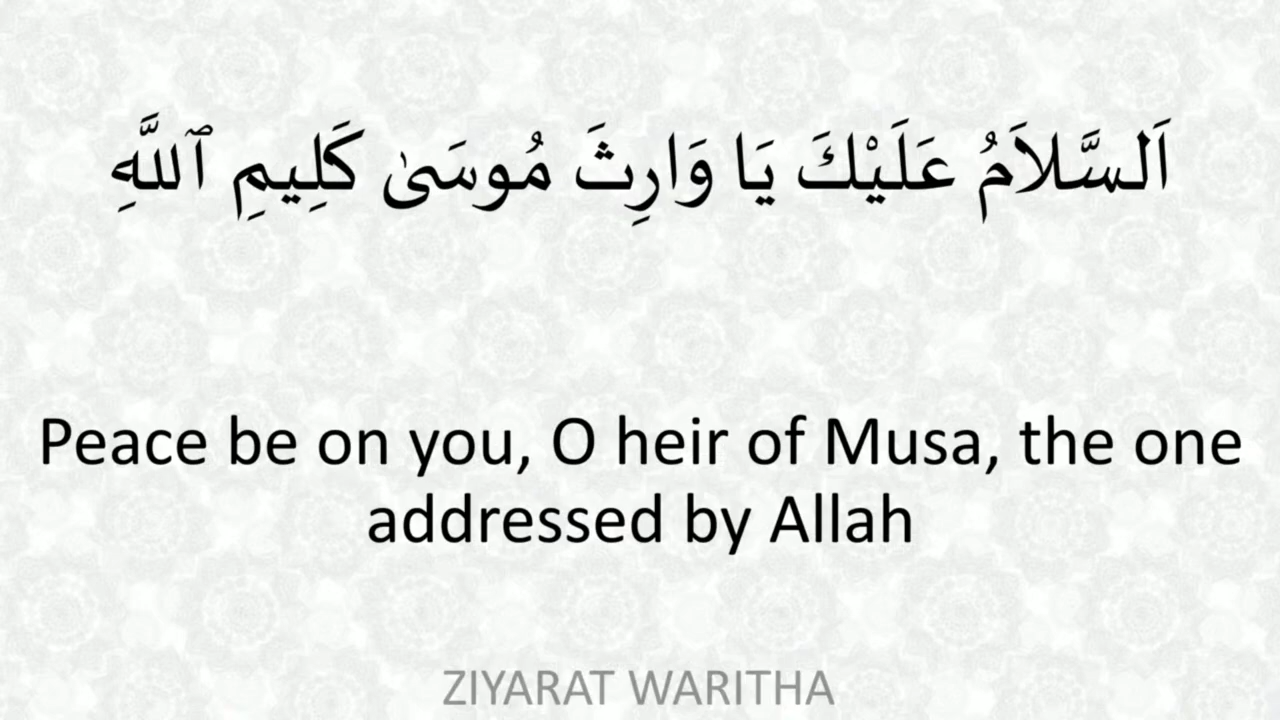 اَلسَّلاَمُ عَلَيْكَ يَا وَارِثَ مُوسَىٰ كَلِيمِ ٱللَّهِ
Peace be on you, O heir of Musa, the one
addressed by Allah
ZIYARAT WARITHA